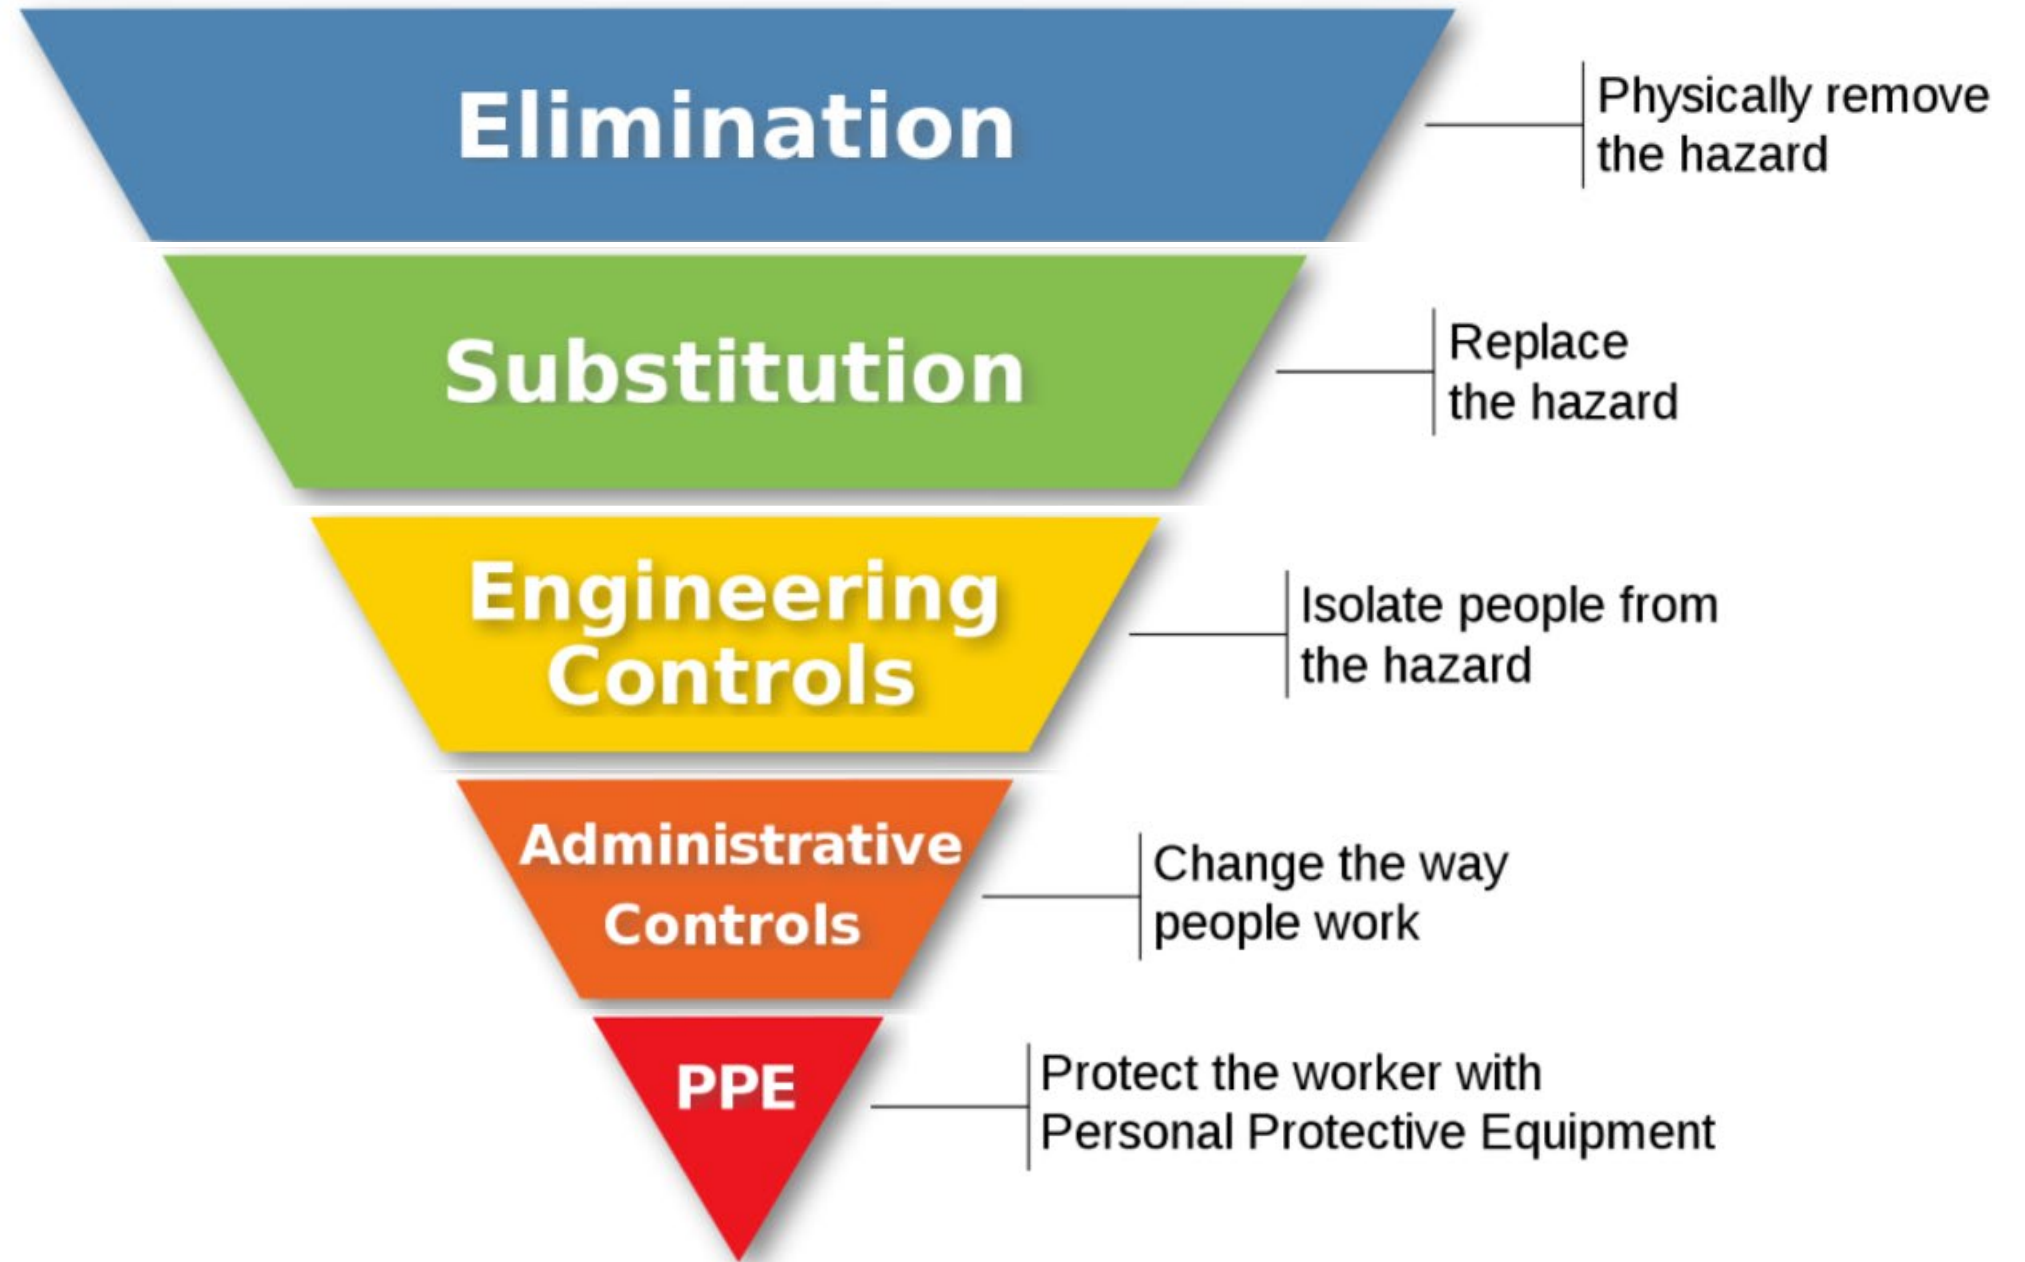 Elimination
Physically remove
the hazard
Substitution
Replace
the hazard
Engineering
Controls
Isolate people from
the hazard
Administrative
Controls
Change the way
people work
PPE
Protect the worker with
Personal Protective Equipment